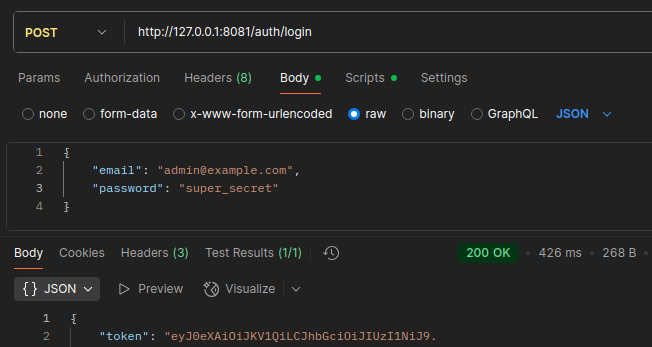 POST http://127.0.0.1:8081/auth/login
Params Authorization Headers (8) Body Scripts Settings
none form-data x-www-form-urlencoded raw binary GraphQL JSON
1 {
2 "email": "admin@example.com",
3 "password": "super_secret"
4 }
Body Cookies Headers (3) Test Results (1/1) 200 OK • 426 ms • 268 B
{} JSON Preview Visualize
1 {
2 "token": "eyJ0eXAiOiJKV1QiLCJhbGciOiJIUzI1NiJ9.